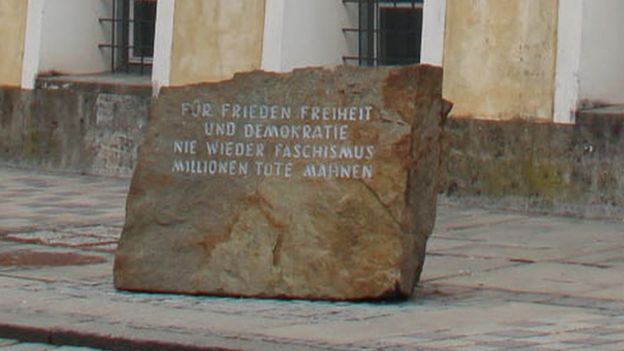 FÜR FRIEDEN FREIHEIT
UND DEMOKRATIE
NIE WIEDER FASCHISMUS
MILLIONEN TOTE MAHNEN